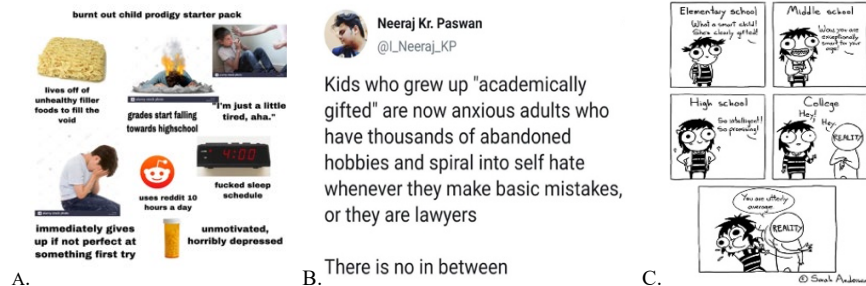 burnt out child prodigy starter pack
lives off of
unhealthy filler
foods to fill the
void
grades start falling
towards highschool
"I'm just a little
tired, aha."
4:00
fucked sleep
schedule
uses reddit 10
hours a day
immediately gives
up if not perfect at
something first try
unmotivated,
horribly depressed
A.
Neeraj Kr. Paswan
@I_Neeraj_KP
Kids who grew up "academically
gifted" are now anxious adults who
have thousands of abandoned
hobbies and spiral into self hate
whenever they make basic mistakes,
or they are lawyers
There is no in between
B.
Elementary school
What a smart child!
She's clearly gifted!
Middle school
Wow, you are
exceptionally
smart for your
age!
High school
So intelligent!
So promising!
College
Hey,
Hey.
REALITY
You are utterly
average
REALITY
© Sarah Andersen
C.